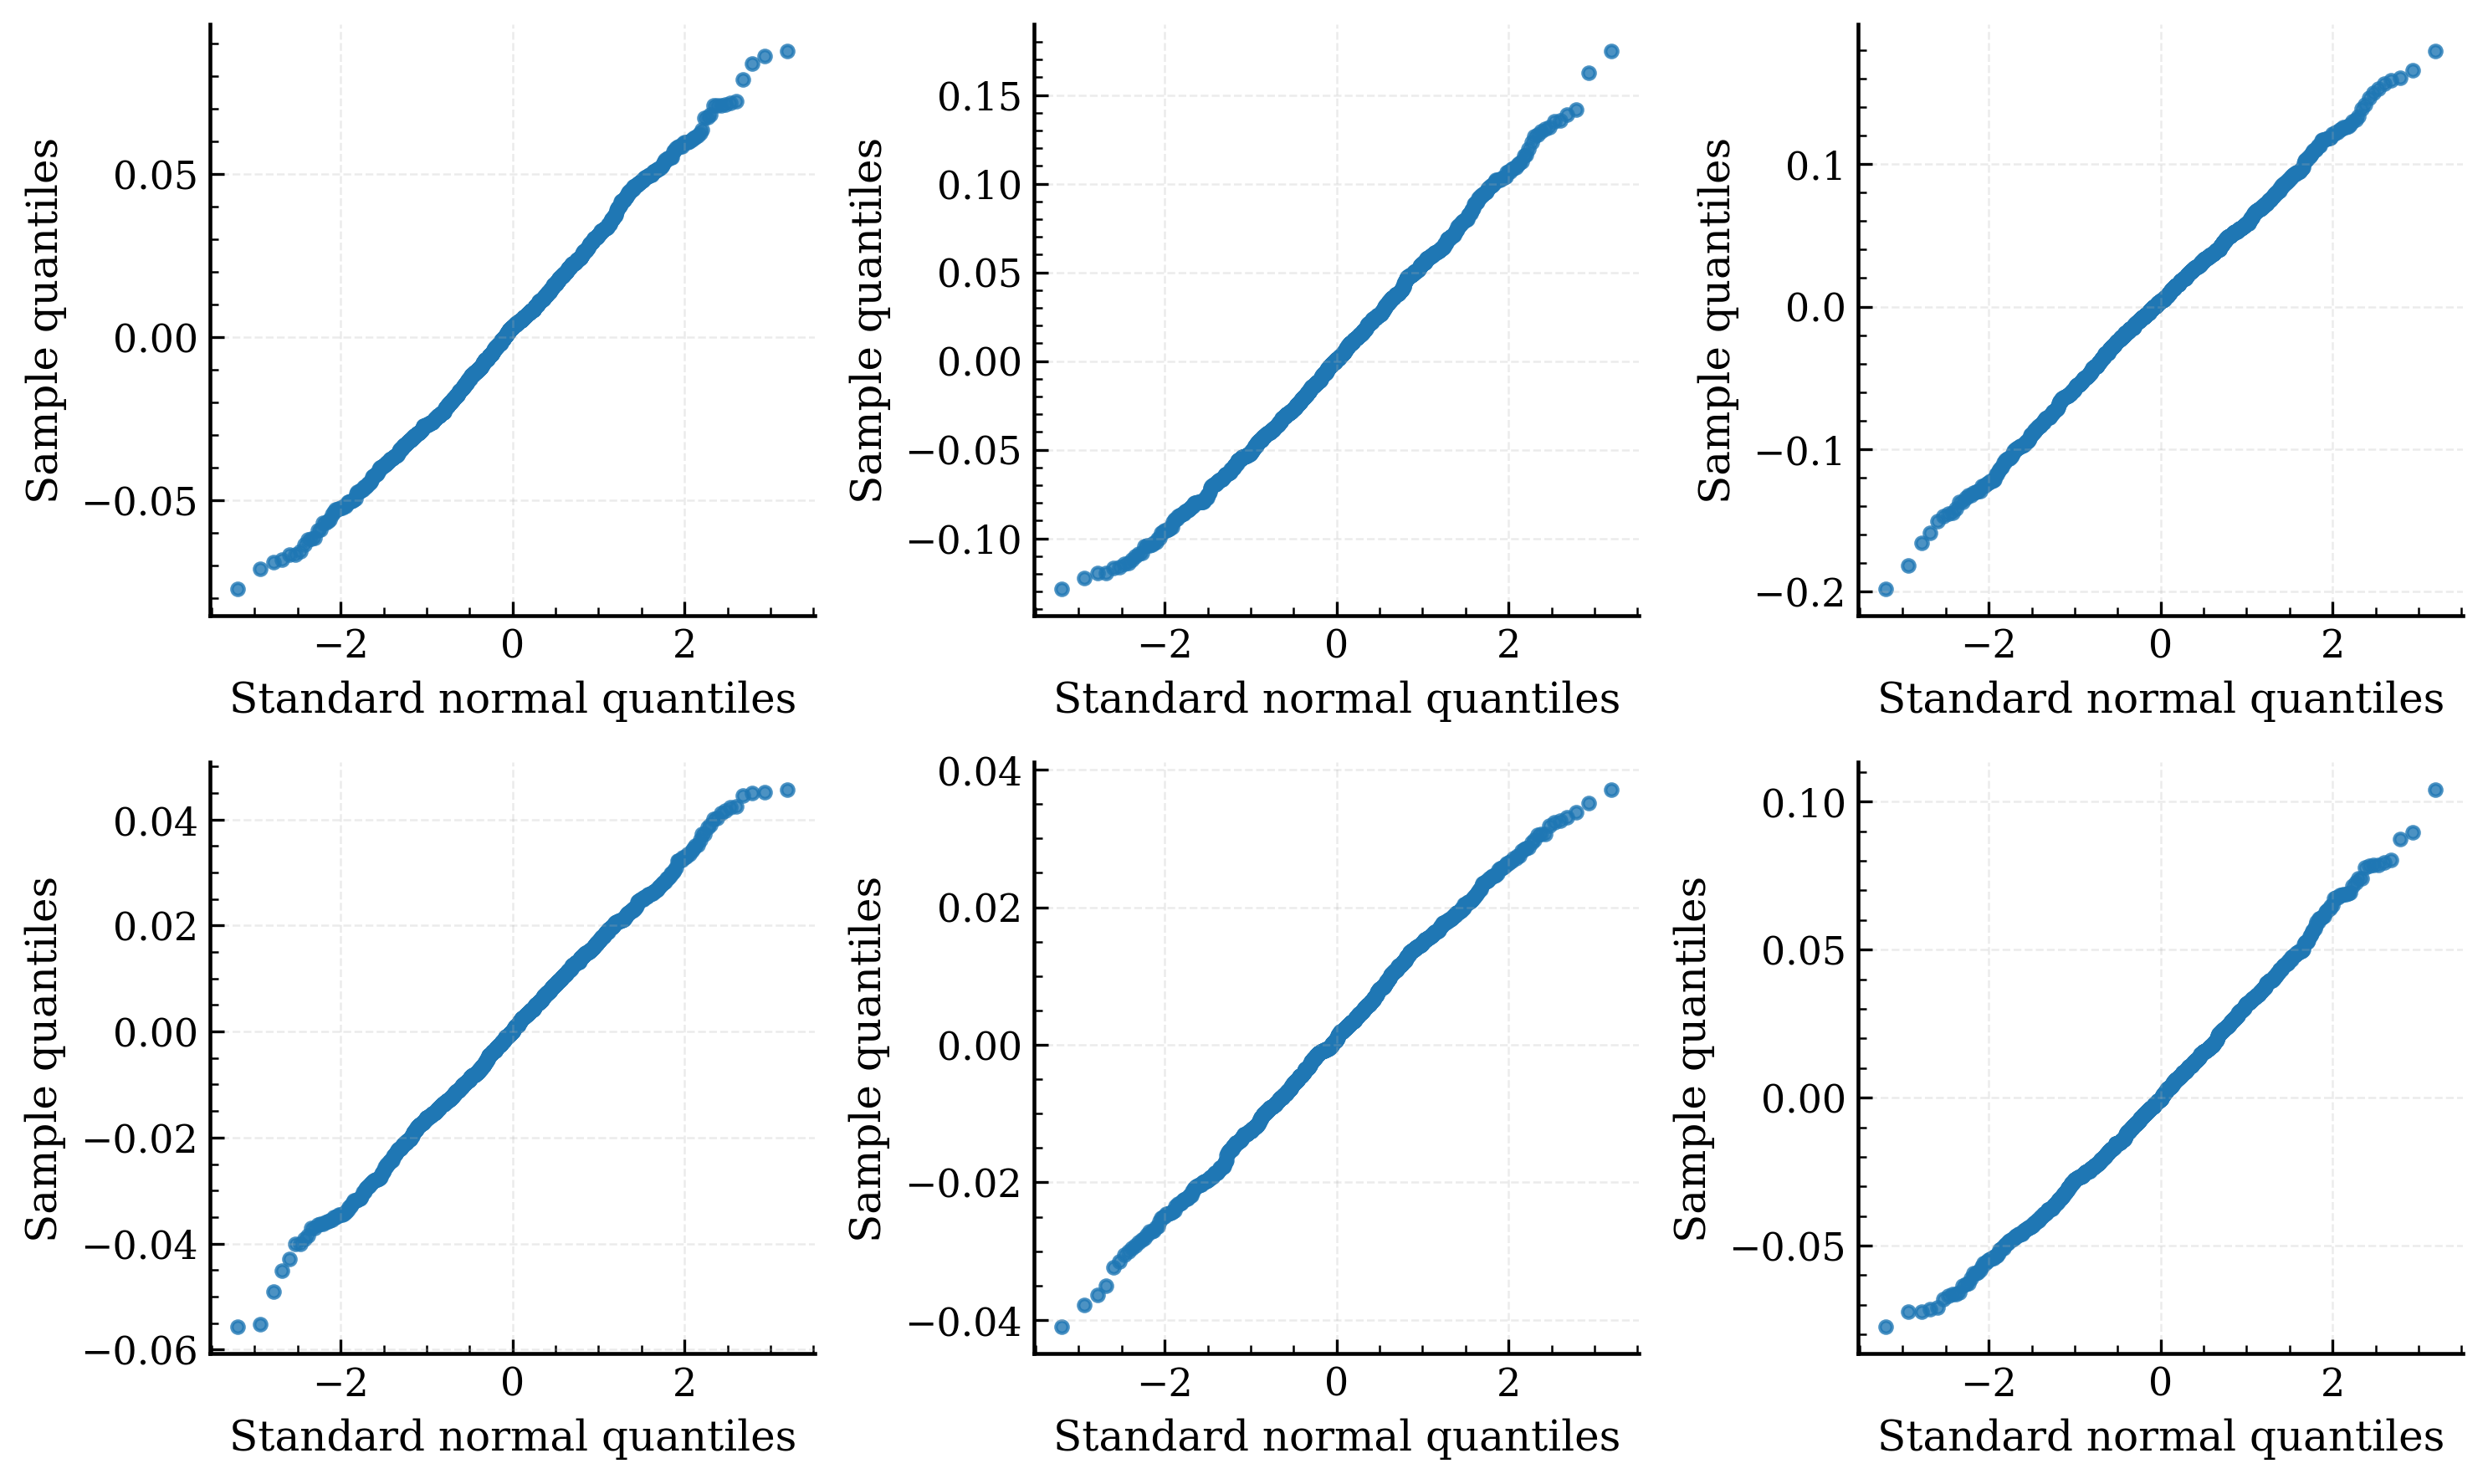 0.05
0.00
−0.05
Sample quantiles
−2 0 2
Standard normal quantiles
0.15
0.10
0.05
0.00
−0.05
−0.10
Sample quantiles
−2 0 2
Standard normal quantiles
0.1
0.0
−0.1
−0.2
Sample quantiles
−2 0 2
Standard normal quantiles
0.04
0.02
0.00
−0.02
−0.04
−0.06
Sample quantiles
−2 0 2
Standard normal quantiles
0.04
0.02
0.00
−0.02
−0.04
Sample quantiles
−2 0 2
Standard normal quantiles
0.10
0.05
0.00
−0.05
Sample quantiles
−2 0 2
Standard normal quantiles